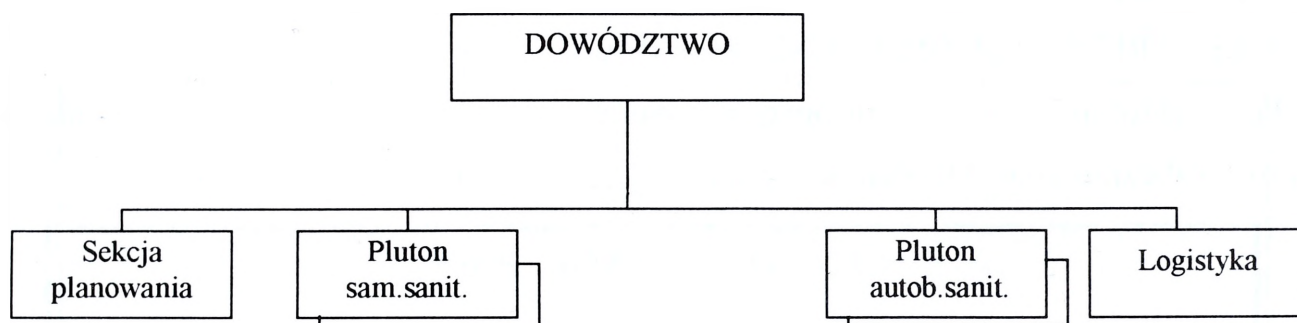 DOWÓDZTWO
Sekcja
planowania
Pluton
sam.sanit.
Pluton
autob.sanit.
Logistyka